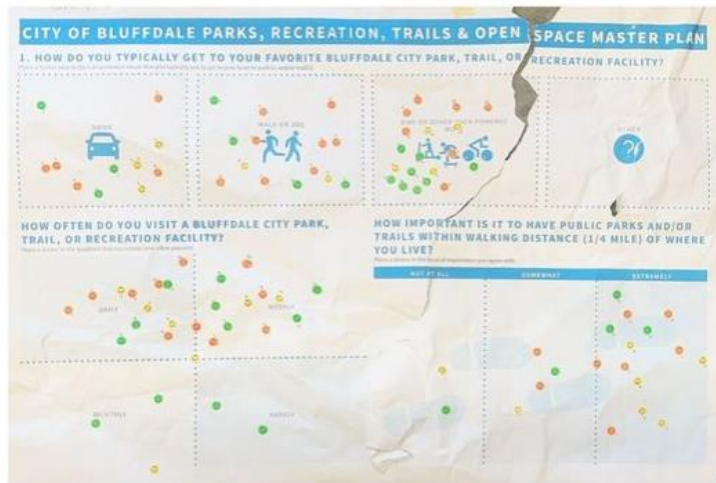 CITY OF BLUFFDALE PARKS, RECREATION, TRAILS & OPEN SPACE MASTER PLAN
1. HOW DO YOU TYPICALLY GET TO YOUR FAVORITE BLUFFDALE CITY PARK, TRAIL, OR RECREATION FACILITY?
DRIVE
WALK OR JOG
BIKE OR OTHER
OTHER
HOW OFTEN DO YOU VISIT A BLUFFDALE CITY PARK,
TRAIL, OR RECREATION FACILITY?
DAILY
WEEKLY
MONTHLY
RARELY
HOW IMPORTANT IS IT TO HAVE PUBLIC PARKS AND/OR
TRAILS WITHIN WALKING DISTANCE (1/4 MILE) OF WHERE
YOU LIVE?
NOT AT ALL
SOMEWHAT
EXTREMELY